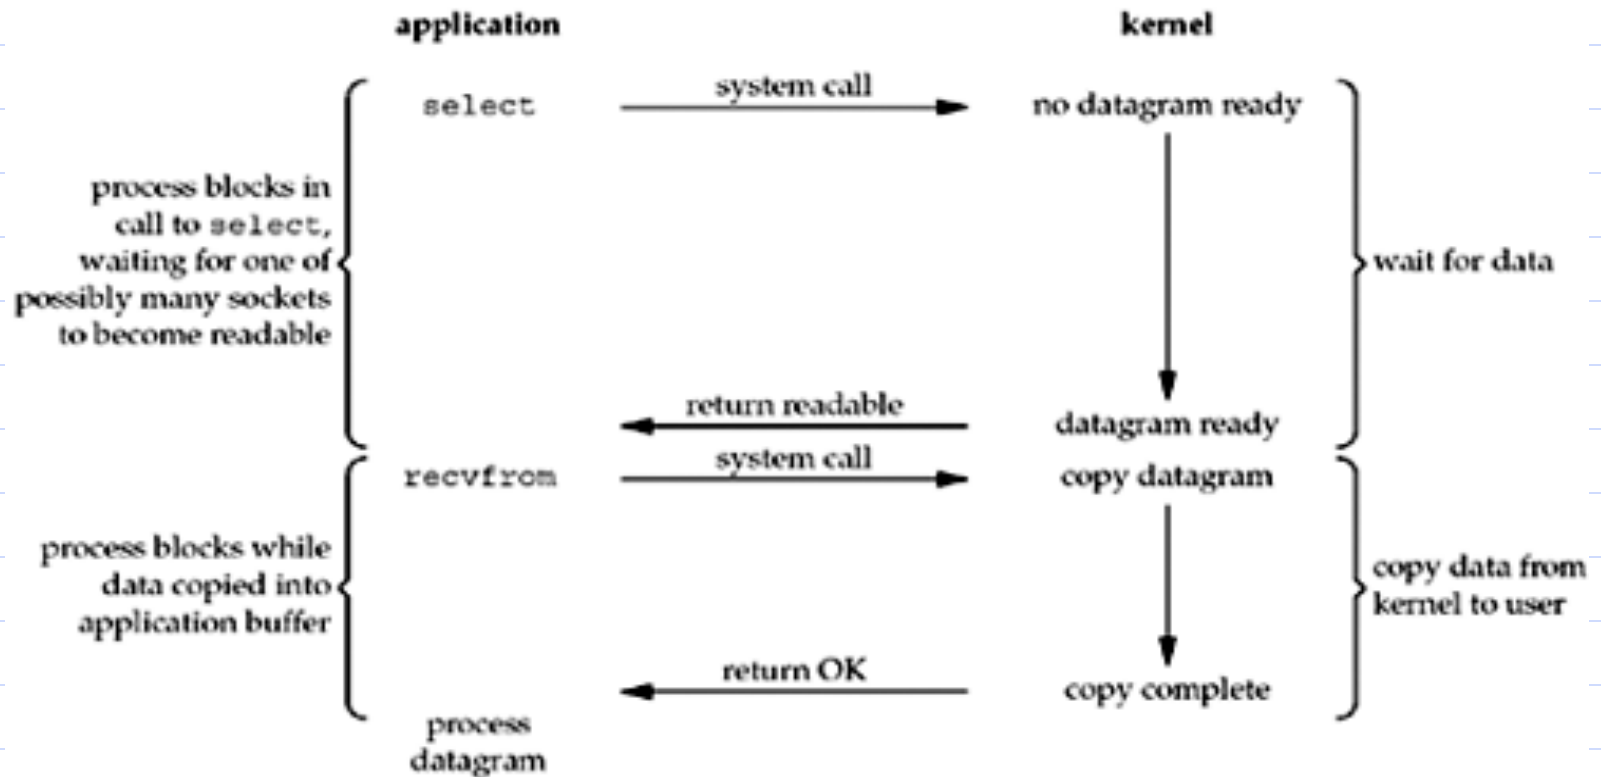 application
kernel
select
system call
no datagram ready
process blocks in
call to select,
waiting for one of
possibly many sockets
to become readable
wait for data
return readable
datagram ready
recvfrom
system call
copy datagram
process blocks while
data copied into
application buffer
copy data from
kernel to user
return OK
copy complete
process
datagram